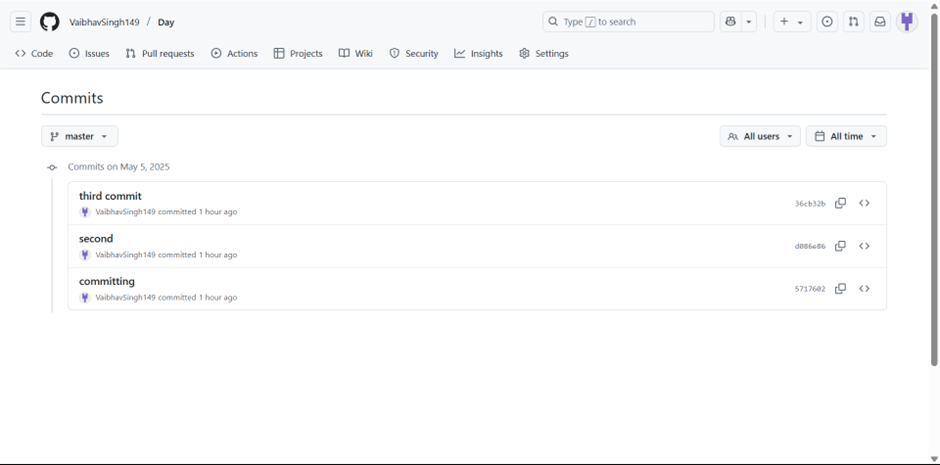 VaibhavSingh149 / Day
Type / to search
Code Issues Pull requests Actions Projects Wiki Security Insights Settings
Commits
master
All users All time
Commits on May 5, 2025
third commit
VaibhavSingh149 committed 1 hour ago
36cb32b
second
VaibhavSingh149 committed 1 hour ago
d086e86
committing
VaibhavSingh149 committed 1 hour ago
5717602